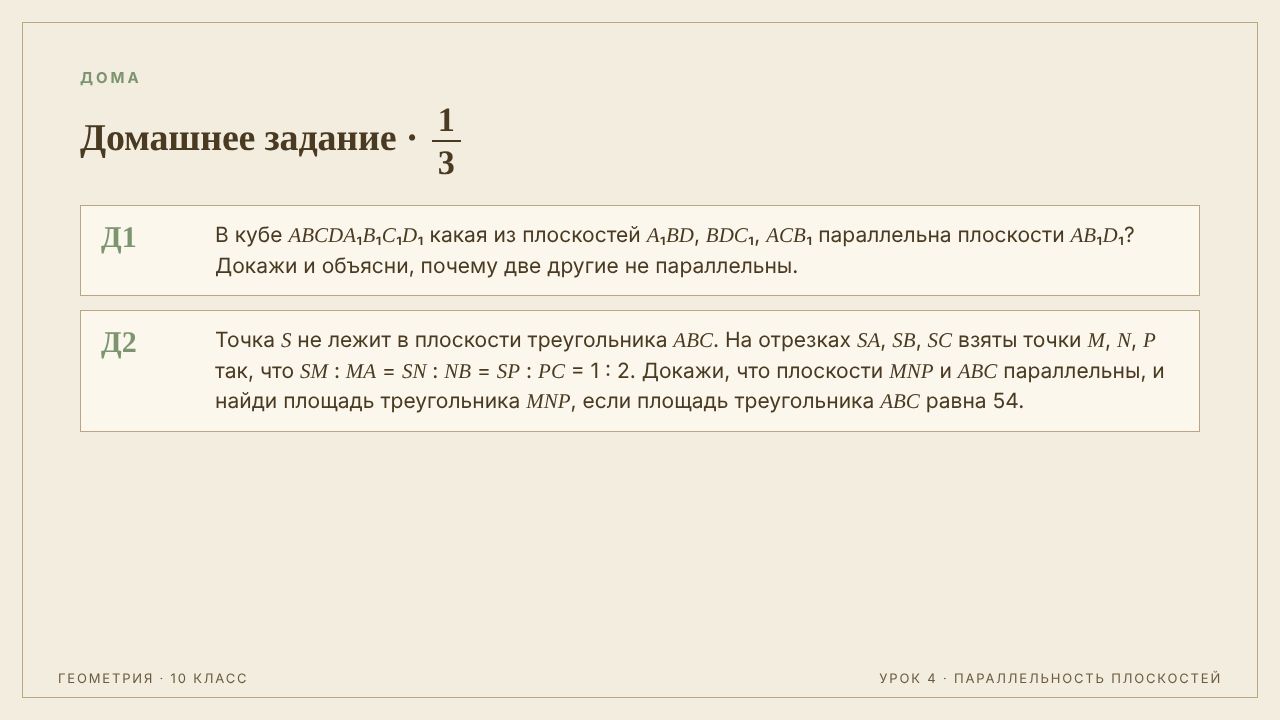 ДОМА
Домашнее задание · 1/3
Д1
В кубе ABCDA₁B₁C₁D₁ какая из плоскостей A₁BD, BDC₁, ACB₁ параллельна плоскости AB₁D₁?
Докажи и объясни, почему две другие не параллельны.
Д2
Точка S не лежит в плоскости треугольника ABC. На отрезках SA, SB, SC взяты точки M, N, P
так, что SM : MA = SN : NB = SP : PC = 1 : 2. Докажи, что плоскости MNP и ABC параллельны, и
найди площадь треугольника MNP, если площадь треугольника ABC равна 54.
ГЕОМЕТРИЯ · 10 КЛАСС
УРОК 4 · ПАРАЛЛЕЛЬНОСТЬ ПЛОСКОСТЕЙ